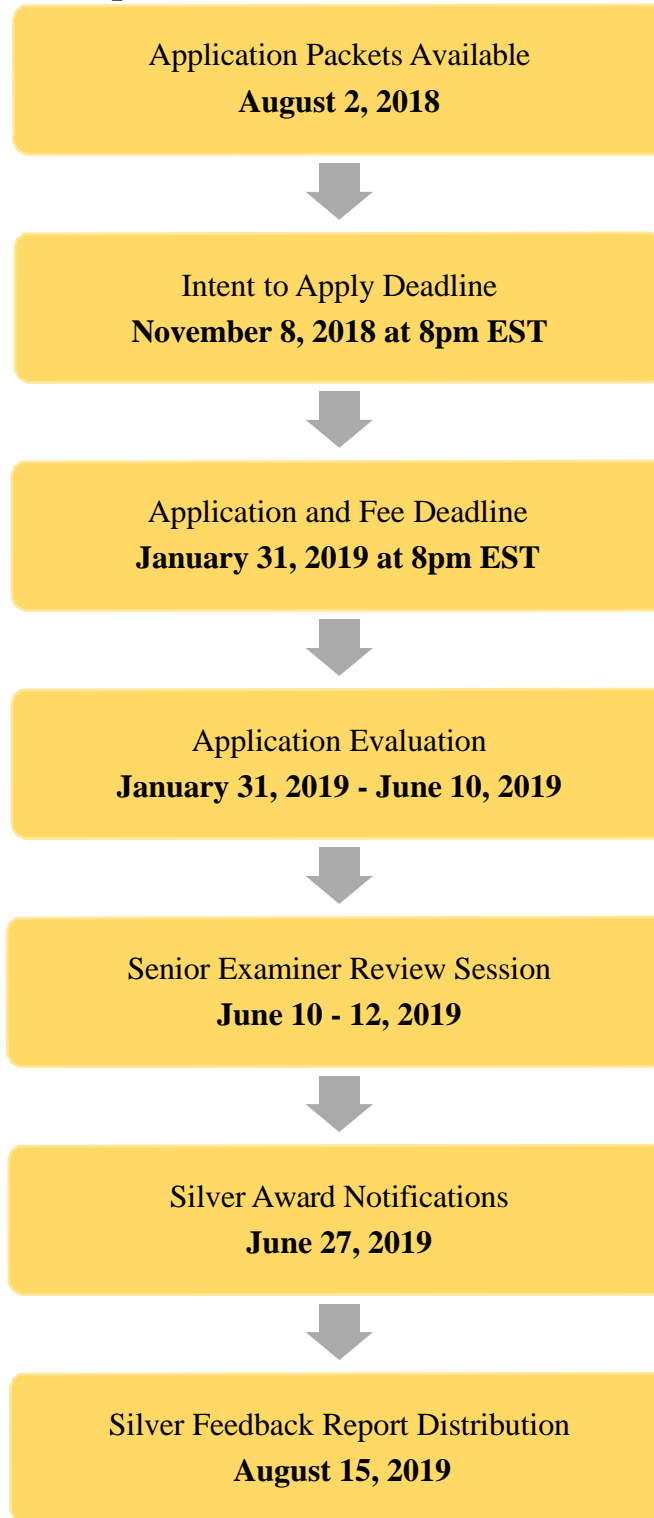 Application Packets Available
August 2, 2018
Intent to Apply Deadline
November 8, 2018 at 8pm EST
Application and Fee Deadline
January 31, 2019 at 8pm EST
Application Evaluation
January 31, 2019 - June 10, 2019
Senior Examiner Review Session
June 10 - 12, 2019
Silver Award Notifications
June 27, 2019
Silver Feedback Report Distribution
August 15, 2019